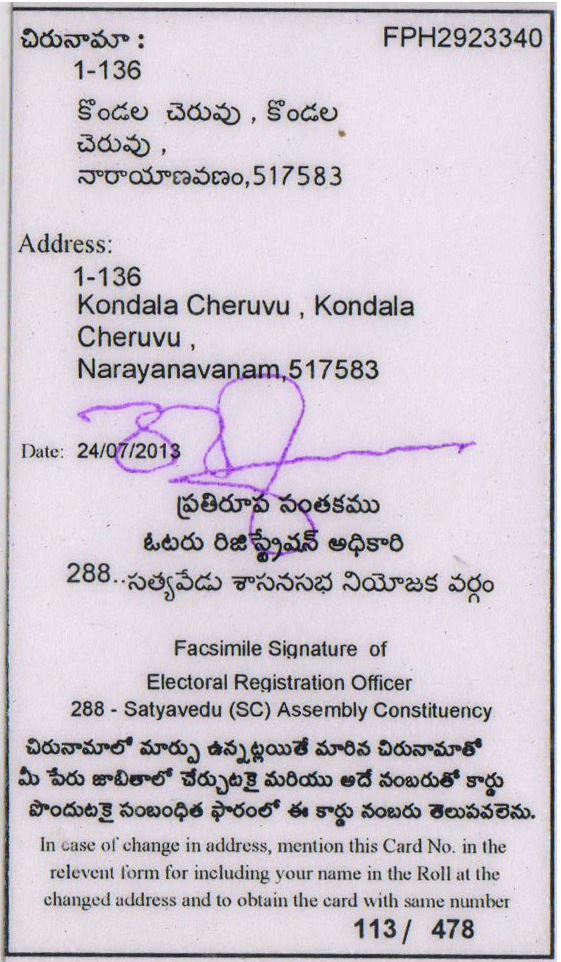 చిరునామా : FPH2923340
1-136
కొండల చెరువు , కొండల
చెరువు ,
నారాయాణవణం,517583
Address:
1-136
Kondala Cheruvu , Kondala
Cheruvu ,
Narayanavanam,517583
Date: 24/07/2013
ప్రతిరూప సంతకము
ఓటరు రిజిస్ట్రేషన్ అధికారి
288..సత్యవేడు శాసనసభ నియోజక వర్గం
Facsimile Signature of
Electoral Registration Officer
288 - Satyavedu (SC) Assembly Constituency
చిరునామాలో మార్పు ఉన్నట్లయితే మారిన చిరునామాతో
మీ పేరు జాబితాలో చేర్చుటకై మరియు అదే నంబరుతో కార్డు
పొందుటకై సంబంధిత ఫారంలో ఈ కార్డు నంబరు తెలుపవలెను.
In case of change in address, mention this Card No. in the
relevent form for including your name in the Roll at the
changed address and to obtain the card with same number
113 / 478